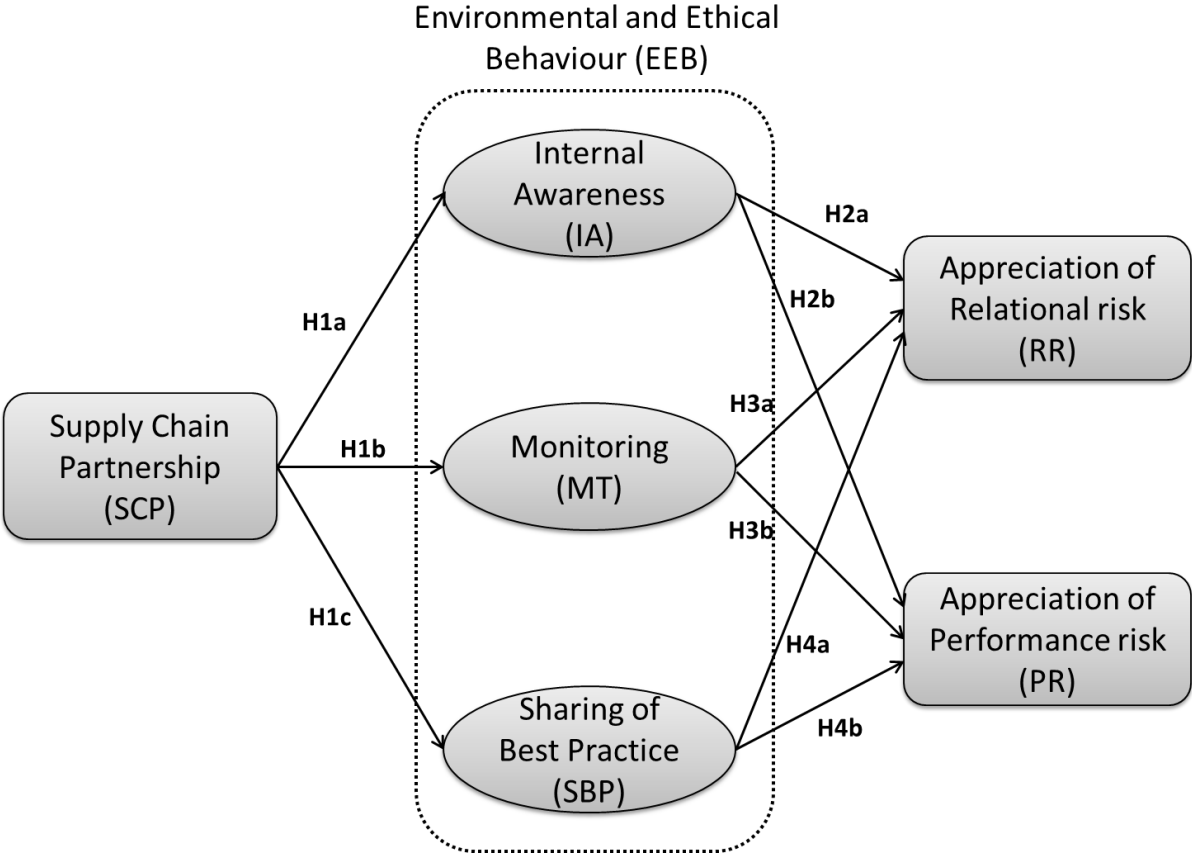 Environmental and Ethical
Behaviour (EEB)
Internal
Awareness
(IA)
H2a
Appreciation of
Relational risk
(RR)
H2b
H1a
H3a
Supply Chain
Partnership
(SCP)
H1b
Monitoring
(MT)
H3b
Appreciation of
Performance risk
(PR)
H1c
H4a
Sharing of
Best Practice
(SBP)
H4b